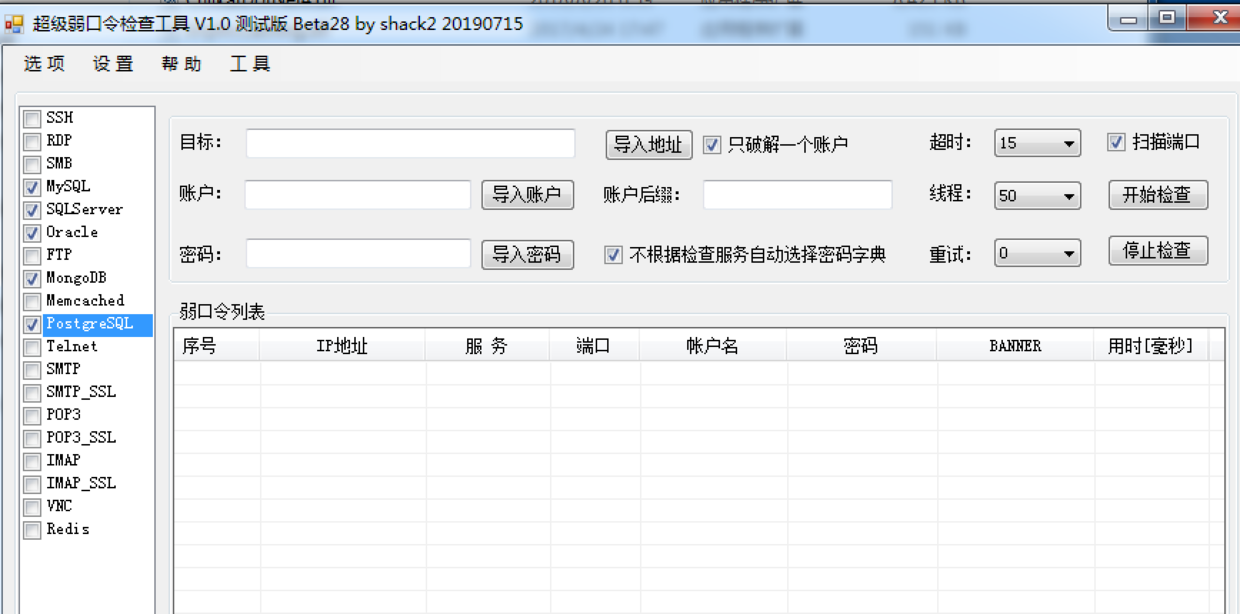 超级弱口令检查工具 V1.0 测试版 Beta28 by shack2 20190715
选 项 设 置 帮 助 工 具
SSH
RDP
SMB
MySQL
SQLServer
Oracle
FTP
MongoDB
Memcached
PostgreSQL
Telnet
SMTP
SMTP_SSL
POP3
POP3_SSL
IMAP
IMAP_SSL
VNC
Redis
目标： 导入地址 只破解一个账户 超时： 15 扫描端口
账户： 导入账户 账户后缀： 线程： 50 开始检查
密码： 导入密码 不根据检查服务自动选择密码字典 重试： 0 停止检查
弱口令列表
序号 IP地址 服 务 端口 帐户名 密码 BANNER 用时[毫秒]